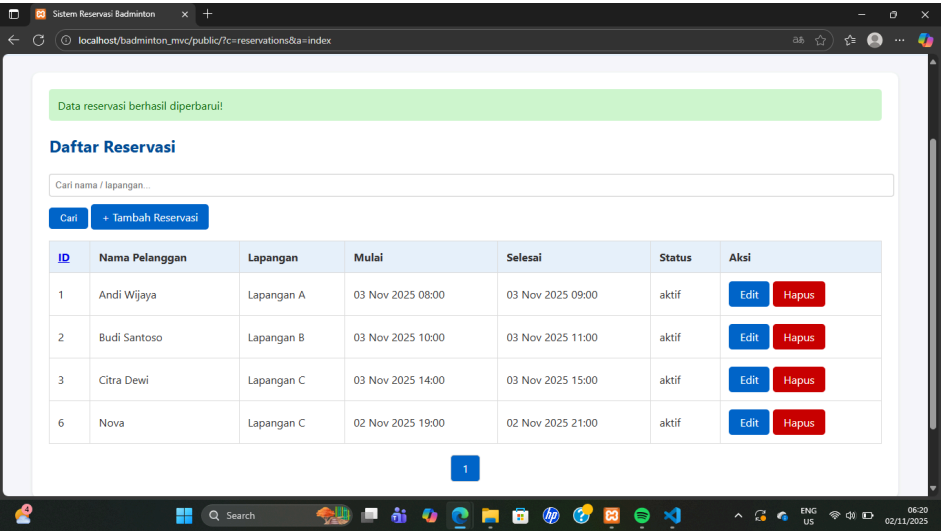 Sistem Reservasi Badminton
localhost/badminton_mvc/public/?c=reservations&a=index
Data reservasi berhasil diperbarui!
Daftar Reservasi
Cari nama / lapangan...
Cari + Tambah Reservasi
ID Nama Pelanggan Lapangan Mulai Selesai Status Aksi
1 Andi Wijaya Lapangan A 03 Nov 2025 08:00 03 Nov 2025 09:00 aktif Edit Hapus
2 Budi Santoso Lapangan B 03 Nov 2025 10:00 03 Nov 2025 11:00 aktif Edit Hapus
3 Citra Dewi Lapangan C 03 Nov 2025 14:00 03 Nov 2025 15:00 aktif Edit Hapus
6 Nova Lapangan C 02 Nov 2025 19:00 02 Nov 2025 21:00 aktif Edit Hapus
1
4 Search hp ENG 06:20
US 02/11/2025